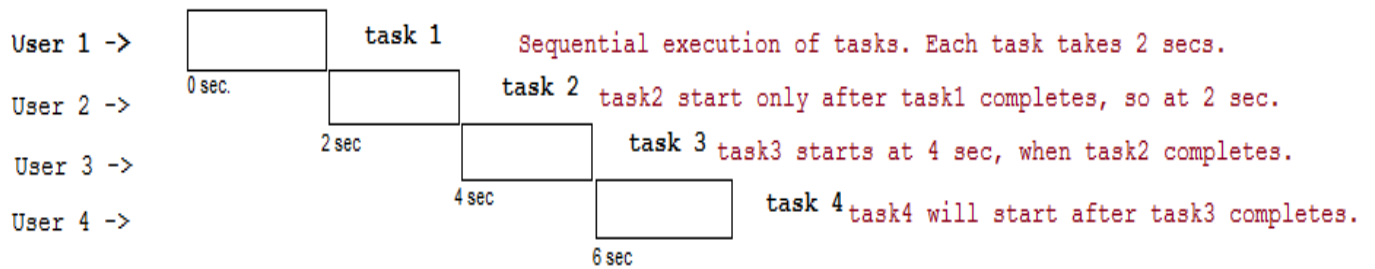 User 1 -> task 1 Sequential execution of tasks. Each task takes 2 secs.
0 sec.
User 2 -> task 2 task2 start only after task1 completes, so at 2 sec.
2 sec
User 3 -> task 3 task3 starts at 4 sec, when task2 completes.
4 sec
User 4 -> task 4 task4 will start after task3 completes.
6 sec